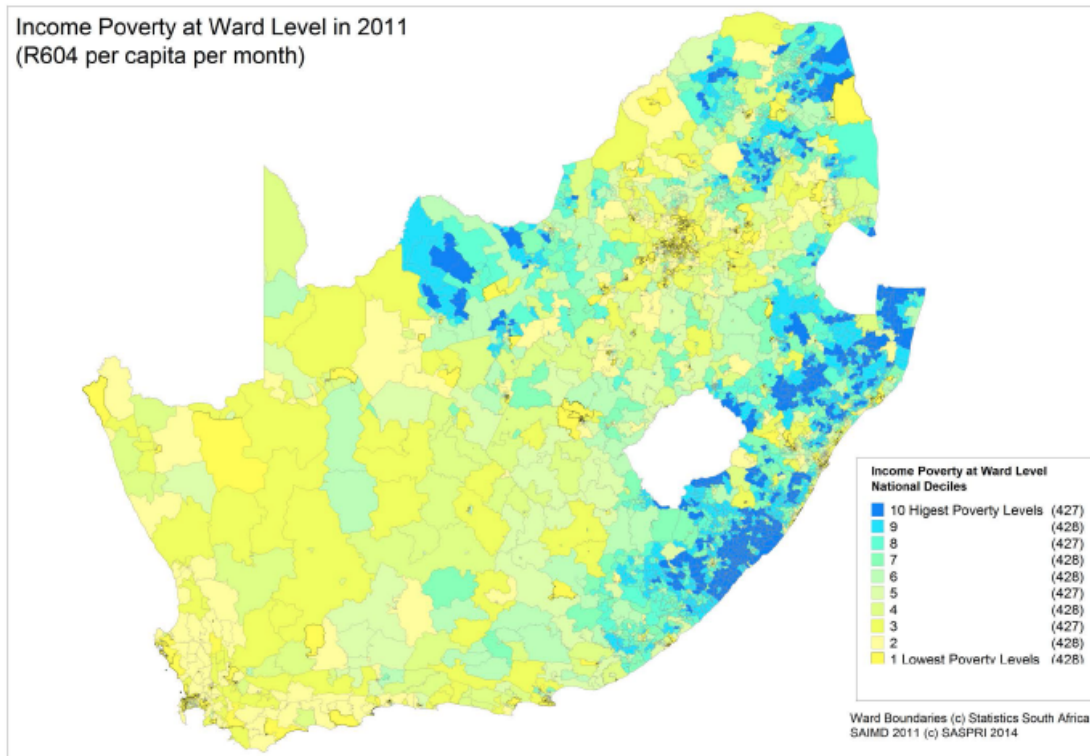 Income Poverty at Ward Level in 2011
(R604 per capita per month)
Income Poverty at Ward Level
National Deciles
10 Higest Poverty Levels (427)
9 (428)
8 (427)
7 (428)
6 (428)
5 (427)
4 (428)
3 (427)
2 (428)
1 Lowest Poverty Levels (428)
Ward Boundaries (c) Statistics South Africa
SAIMD 2011 (c) SASPRI 2014